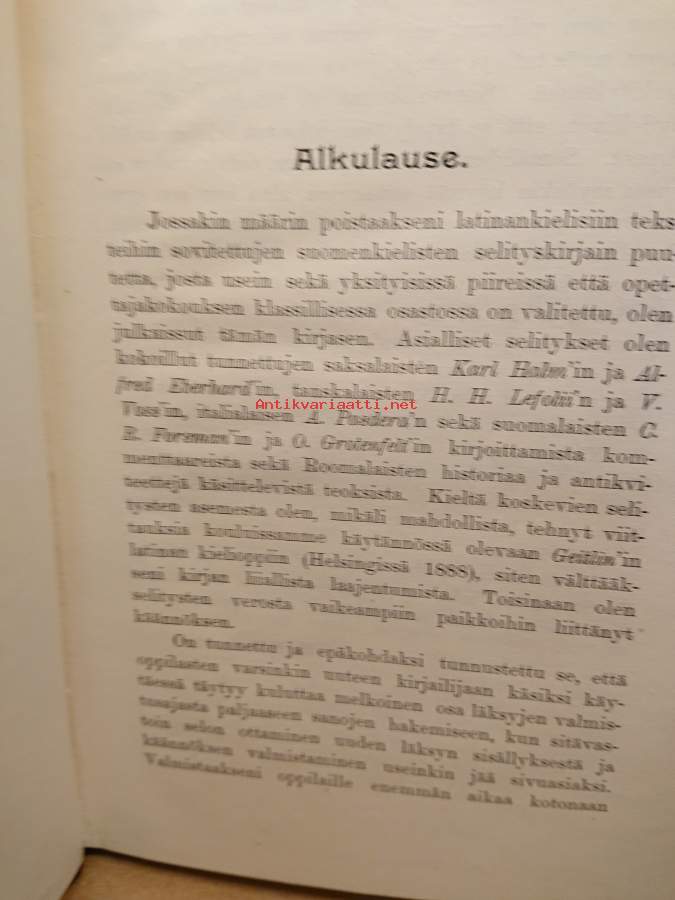 Alkulause.
Jossakin määrin poistaakseni latinankielisiin teks-
teihin sovitettujen suomenkielisten selityskirjain puu-
tetta, josta usein sekä yksityisissä piireissä että opet-
tajakokouksen klassillisessa osastossa on valitettu, olen
julkaissut tämän kirjasen. Asialliset selitykset olen
kokoillut tunnettujen saksalaisten Karl Halm'in ja Al-
fred Eberhard'in, tanskalaisten H. H. Lefolii'n ja V.
Voss'in, italialaisen A. Pasdera'n sekä suomalaisten C.
R. Forsman'in ja O. Grotenfelt'in kirjoittamista kom-
menttaareista sekä Roomalaisten historiaa ja antikvi-
teettejä käsittelevistä teoksista. Kieltä koskevien seli-
tysten asemesta olen, mikäli mahdollista, tehnyt viit-
tauksia kouluissamme käytännössä olevaan Geitlin'in
latinan kielioppiin (Helsingissä 1888), siten välttääk-
seni kirjan liiallista laajentumista. Toisinaan olen
selitysten verosta vaikeampiin paikkoihin liittänyt
käännöksen.
On tunnettu ja epäkohdaksi tunnustettu se, että
oppilasten varsinkin uuteen kirjailijaan käsiksi käy-
täessä täytyy kuluttaa melkoinen osa läksyjen valmis-
tusajasta paljaaseen sanojen hakemiseen, kun sitävas-
toin selon ottaminen uuden läksyn sisällyksestä ja
käännöksen valmistaminen useinkin jää sivuasiaksi.
Valmistaakseni oppilaille enemmän aikaa kotonaan
Antikvariaatti.net